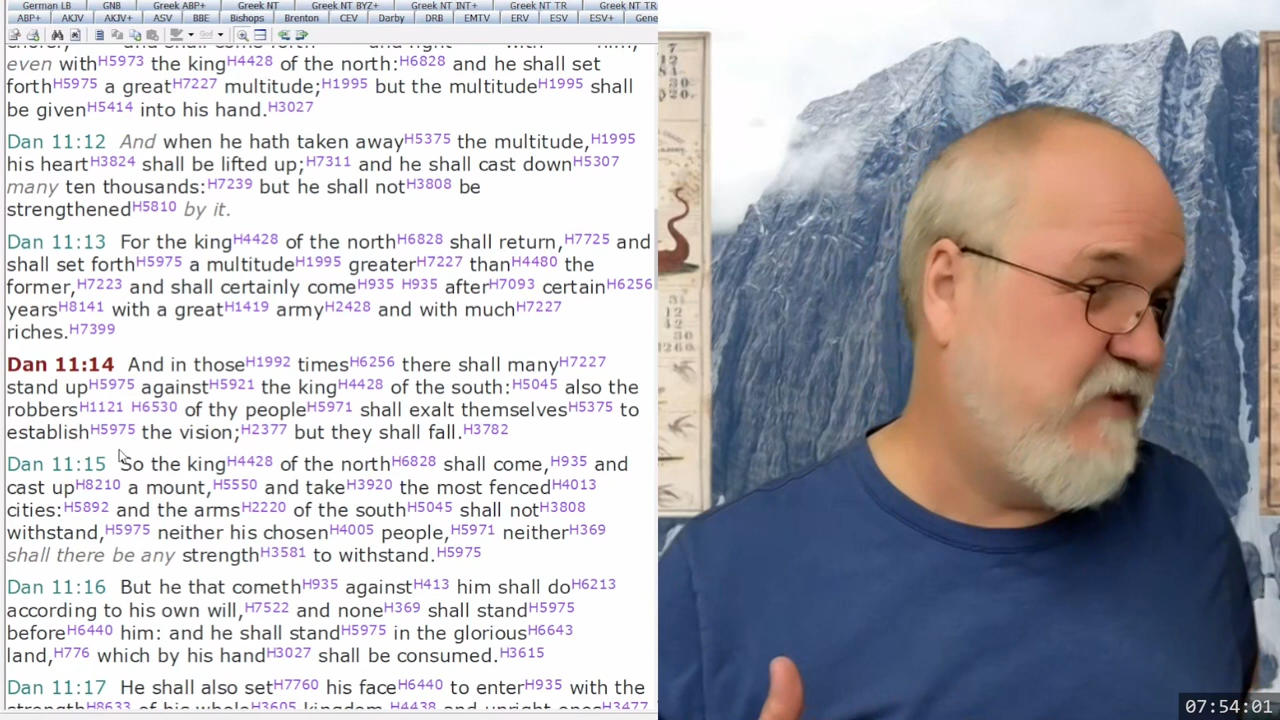 German LB GNB Greek ABP+ Greek NT Greek NT BYZ+ Greek NT INT+ Greek NT TR Greek NT TR
ABP+ AKJV AKJV+ ASV BBE Bishops Brenton CEV Darby DRB EMTV ERV ESV ESV+ Gene
even withH5973 the kingH4428 of the north:H6828 and he shall set
forthH5975 a greatH7227 multitude;H1995 but the multitudeH1995 shall
be givenH5414 into his hand.H3027
Dan 11:12 And when he hath taken awayH5375 the multitude,H1995
his heartH3824 shall be lifted up;H7311 and he shall cast downH5307
many ten thousands:H7239 but he shall notH3808 be
strengthenedH5810 by it.
Dan 11:13 For the kingH4428 of the northH6828 shall return,H7725 and
shall set forthH5975 a multitudeH1995 greaterH7227 thanH4480 the
former,H7223 and shall certainly comeH935 H935 afterH7093 certainH6256
yearsH8141 with a greatH1419 armyH2428 and with muchH7227
riches.H7399
Dan 11:14 And in thoseH1992 timesH6256 there shall manyH7227
stand upH5975 againstH5921 the kingH4428 of the south:H5045 also the
robbersH1121 H6530 of thy peopleH5971 shall exalt themselvesH5375 to
establishH5975 the vision;H2377 but they shall fall.H3782
Dan 11:15 So the kingH4428 of the northH6828 shall come,H935 and
cast upH8210 a mount,H5550 and takeH3920 the most fencedH4013
cities:H5892 and the armsH2220 of the southH5045 shall notH3808
withstand,H5975 neither his chosenH4005 people,H5971 neitherH369
shall there be any strengthH3581 to withstand.H5975
Dan 11:16 But he that comethH935 againstH413 him shall doH6213
according to his own will,H7522 and noneH369 shall standH5975
beforeH6440 him: and he shall standH5975 in the gloriousH6643
land,H776 which by his handH3027 shall be consumed.H3615
Dan 11:17 He shall also setH7760 his faceH6440 to enterH935 with the
strengthH8633 of his wholeH3605 kingdom,H4438 and upright onesH3477
07:54:01